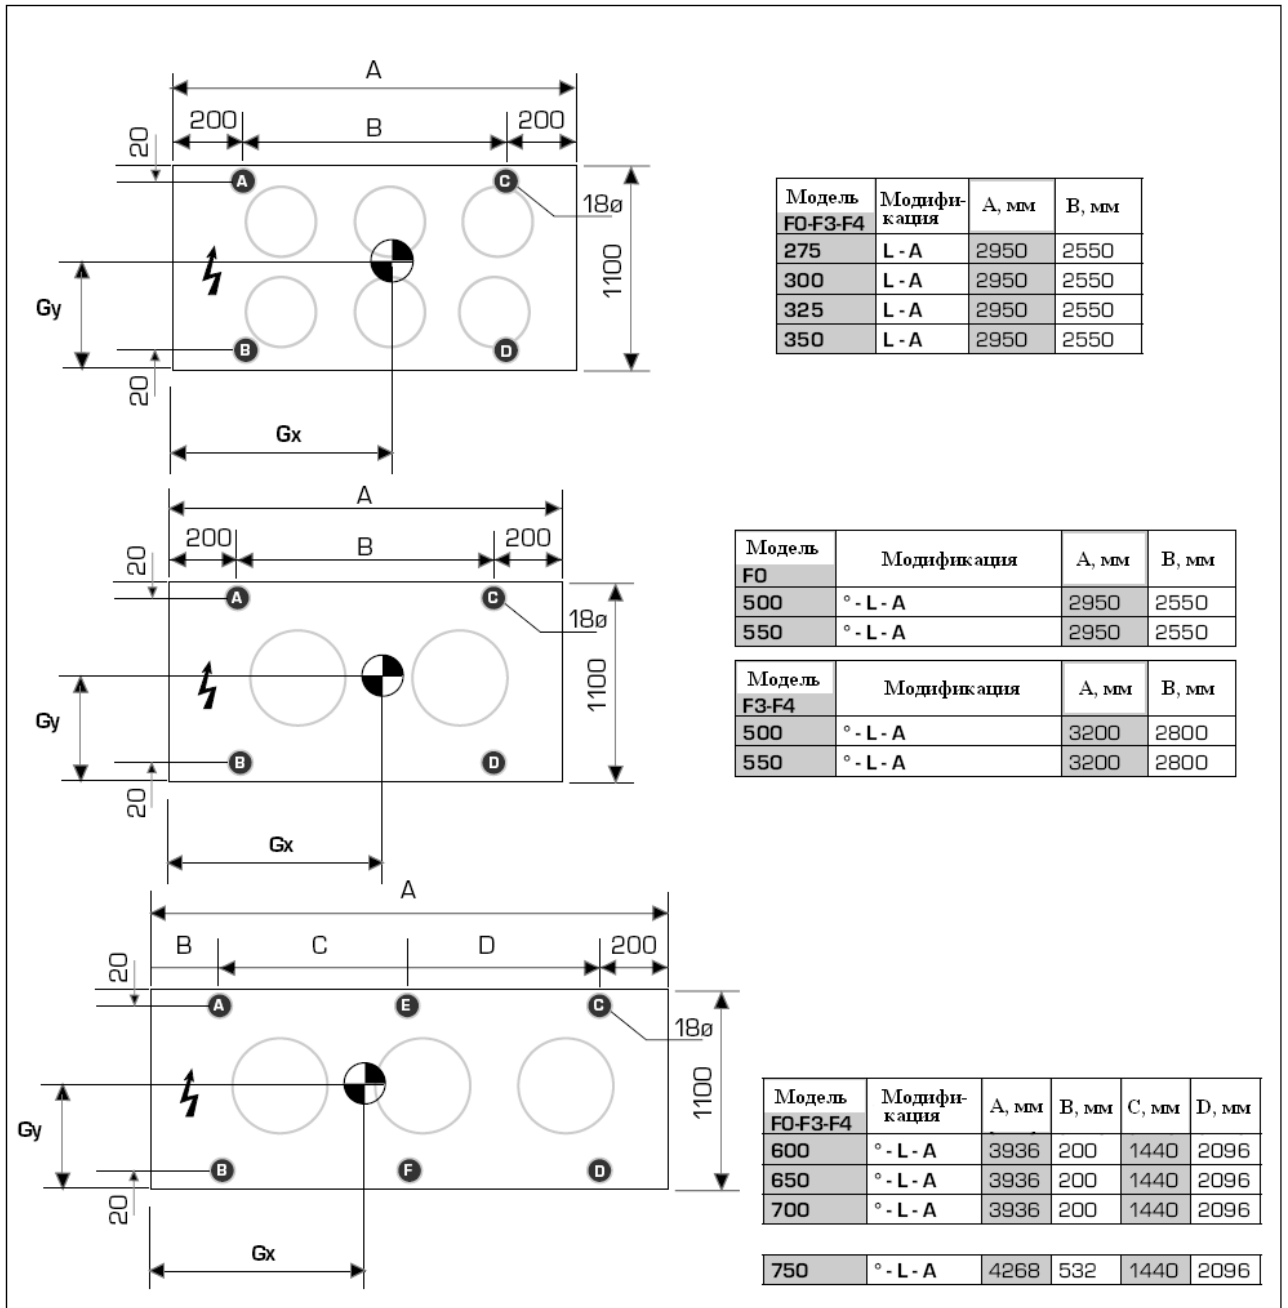 A
200 B 200
20
A C
18ø
1100
Gy
B D
20
Gx
Модель Модифи-кация A, мм B, мм
F0-F3-F4
275 L - A 2950 2550
300 L - A 2950 2550
325 L - A 2950 2550
350 L - A 2950 2550
A
200 B 200
20
A C
18ø
1100
Gy
B D
20
Gx
Модель Модификация A, мм B, мм
F0
500 ° - L - A 2950 2550
550 ° - L - A 2950 2550
Модель Модификация A, мм B, мм
F3-F4
500 ° - L - A 3200 2800
550 ° - L - A 3200 2800
A
B C D 200
20
A E C
18ø
1100
Gy
B F D
20
Gx
Модель Модифи-кация A, мм B, мм C, мм D, мм
F0-F3-F4
600 ° - L - A 3936 200 1440 2096
650 ° - L - A 3936 200 1440 2096
700 ° - L - A 3936 200 1440 2096
750 ° - L - A 4268 532 1440 2096